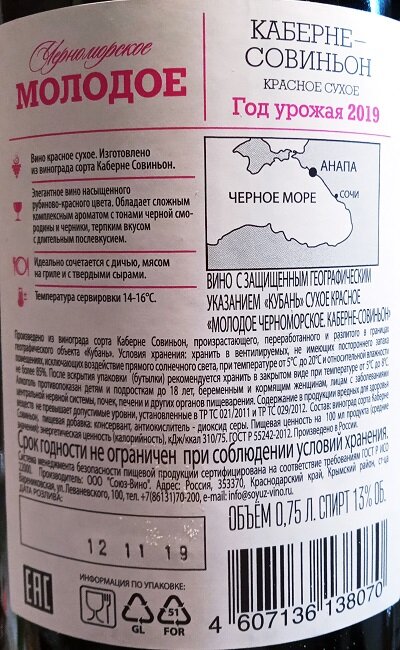 Черноморское
МОЛОДОЕ
КАБЕРНЕ–
СОВИНЬОН
КРАСНОЕ СУХОЕ
Год урожая 2019
Вино красное сухое. Изготовлено
из винограда сорта Каберне Совиньон.
Элегантное вино насыщенного
рубиново-красного цвета. Обладает сложным
комплексным ароматом с тонами черной смо-
родины и черники, терпким вкусом
с длительным послевкусием.
Идеально сочетается с дичью, мясом
на гриле и с твердыми сырами.
Температура сервировки 14-16°С.
АНАПА
СОЧИ
ЧЕРНОЕ МОРЕ
ВИНО С ЗАЩИЩЕННЫМ ГЕОГРАФИЧЕСКИМ
УКАЗАНИЕМ «КУБАНЬ» СУХОЕ КРАСНОЕ
«МОЛОДОЕ ЧЕРНОМОРСКОЕ. КАБЕРНЕ-СОВИНЬОН»
Произведено из винограда сорта Каберне Совиньон, произрастающего, переработанного и разлитого в границах
географического объекта «Кубань». Условия хранения: хранить в вентилируемых, не имеющих постороннего запаха
помещениях, исключающих воздействие прямого солнечного света, при температуре от 5°С до 20°С и относительной влажности
не более 85%. После вскрытия упаковки (бутылки) рекомендуется хранить в закрытом виде при температуре от 5°С до 8°С.
Алкоголь противопоказан детям и подросткам до 18 лет, беременным и кормящим женщинам, лицам с заболеваниями
центральной нервной системы, почек, печени и других органов пищеварения. Содержание в продукции вредных для здоровья
веществ не превышает допустимые уровни, установленные в ТР ТС 021/2011 и ТР ТС 029/2012. Состав: виноград сорта Каберне
Совиньон, пищевая добавка: консервант, антиокислитель - диоксид серы. Пищевая ценность на 100 мл продукта (средние
значения): энергетическая ценность (калорийность), кДж/ккал 310/75. ГОСТ Р 55242-2012. Произведено в России.
Срок годности не ограничен при соблюдении условий хранения.
Система менеджмента безопасности пищевой продукции сертифицирована на соответствие требованиям ГОСТ Р ИСО
22000. Производитель: ООО "Союз-Вино". Адрес: Россия, 353370, Краснодарский край, Крымский район, ст-ца
Варениковская, ул.Леваневского, 100, тел. +7(86131)70-200, e-mail: info@soyuz-vino.ru.
ДАТА РОЗЛИВА:
ОБЪЁМ 0,75 Л. СПИРТ 13% ОБ.
12 11 19
ИНФОРМАЦИЯ ПО УПАКОВКЕ:
EAC
GL
51
FOR
4 607136 138070